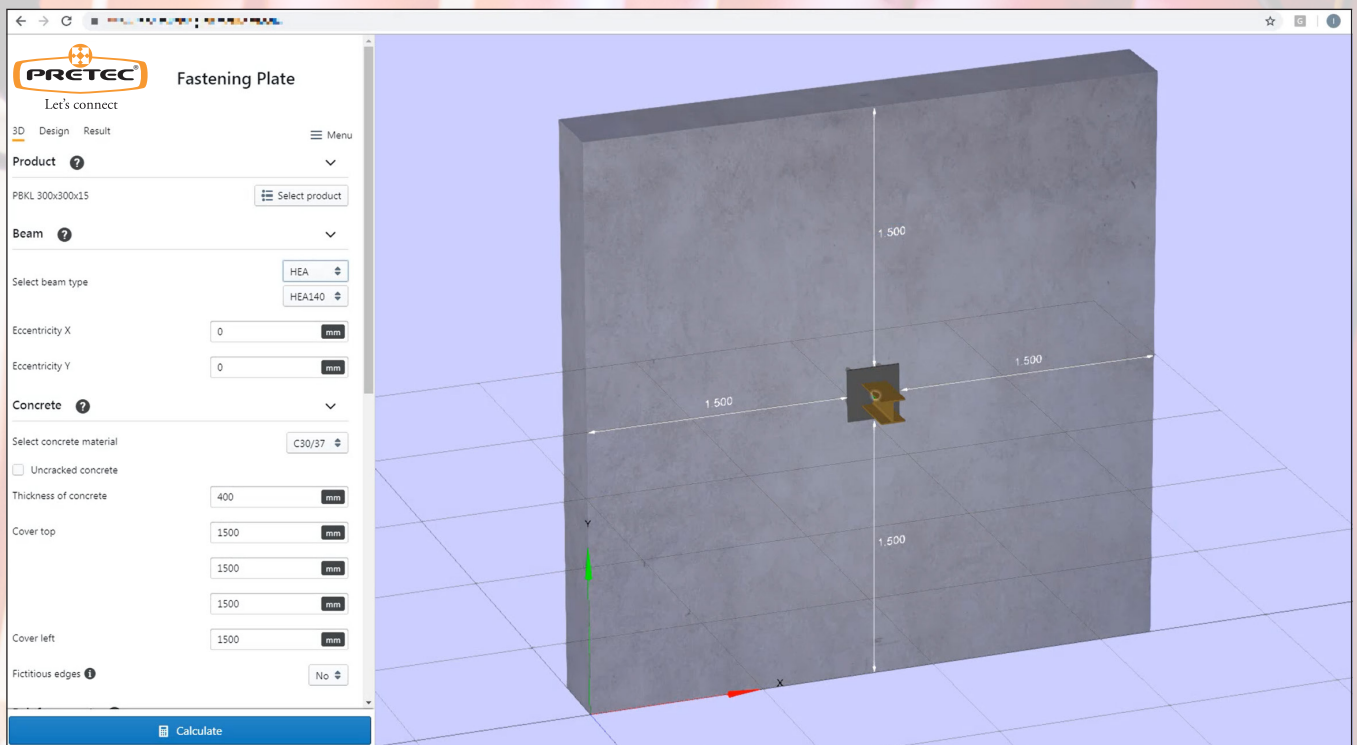 PRETEC®
Let's connect
Fastening Plate
3D Design Result
Menu
Product ?
PBKL 300x300x15 Select product
Beam ?
Select beam type HEA
HEA140
Eccentricity X 0 mm
Eccentricity Y 0 mm
Concrete ?
Select concrete material C30/37
Uncracked concrete
Thickness of concrete 400 mm
Cover top 1500 mm
1500 mm
1500 mm
Cover left 1500 mm
Fictitious edges i No
Calculate
1.500
1.500
1.500
1.500
Y
X
G
I